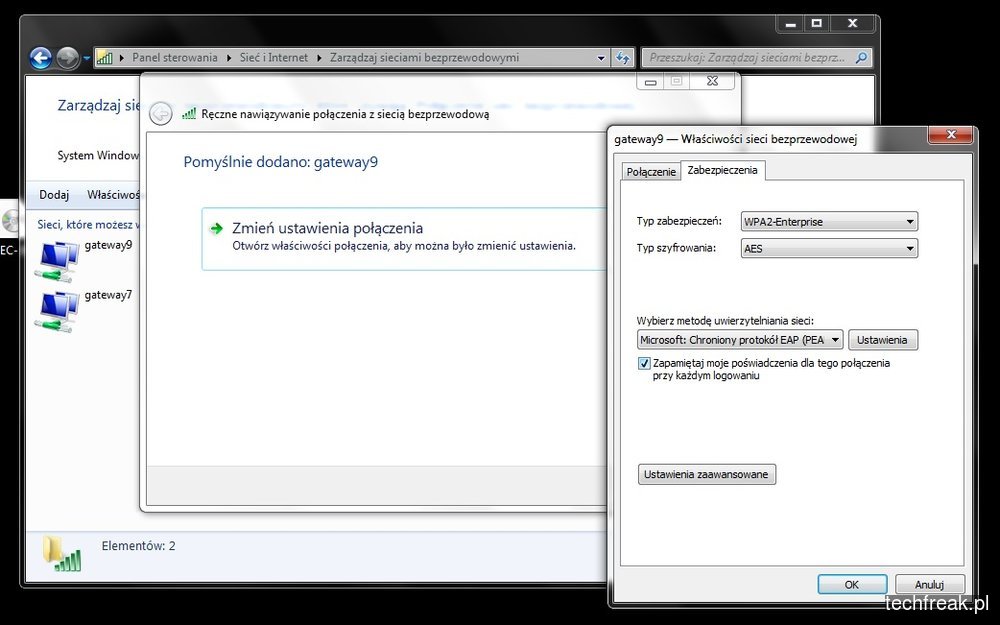 Panel sterowania
Sieć i Internet
Zarządzaj sieciami bezprzewodowymi
Przeszukaj: Zarządzaj sieciami bezprz...
Zarządzaj
System Window
Dodaj
Sieci, które możesz
gateway9
gateway7
EC-
Elementów: 2
Ręczne nawiązywanie połączenia z siecią bezprzewodową
Pomyślnie dodano: gateway9
Zmień ustawienia połączenia
Otwórz właściwości połączenia, aby można było zmienić ustawienia.
gateway9 — Właściwości sieci bezprzewodowej
Połączenie
Zabezpieczenia
Typ zabezpieczeń:
WPA2-Enterprise
Typ szyfrowania:
AES
Wybierz metodę uwierzytelniania sieci:
Microsoft: Chroniony protokół EAP (PEA
Ustawienia
Zapamiętaj moje poświadczenia dla tego połączenia
przy każdym logowaniu
Ustawienia zaawansowane
OK
Anuluj
techfreak.pl